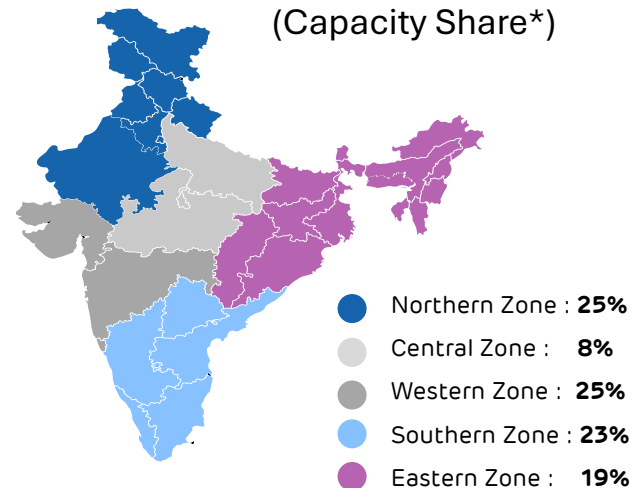 (Capacity Share*)
Northern Zone : 25%
Central Zone : 8%
Western Zone : 25%
Southern Zone : 23%
Eastern Zone : 19%